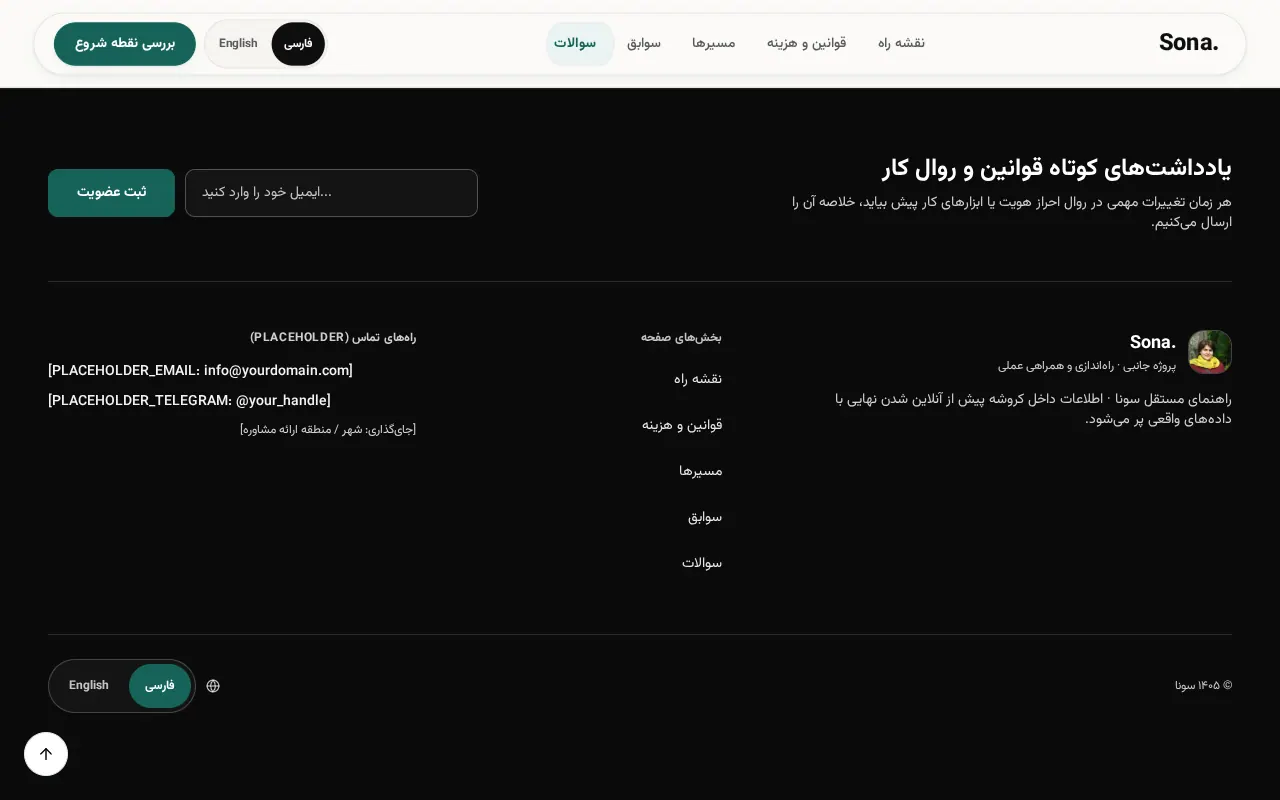 Sona.
نقشه راه
قوانین و هزینه
مسیرها
سوابق
سوالات
فارسی
English
بررسی نقطه شروع
یادداشت‌های کوتاه قوانین و روال کار
هر زمان تغییرات مهمی در روال احراز هویت یا ابزارهای کار پیش بیاید، خلاصه آن را
ارسال می‌کنیم.
ایمیل خود را وارد کنید...
ثبت عضویت
Sona.
پروژه جانبی · راه‌اندازی و همراهی عملی
راهنمای مستقل سونا · اطلاعات داخل کروشه پیش از آنلاین شدن نهایی با
داده‌های واقعی پر می‌شود.
بخش‌های صفحه
نقشه راه
قوانین و هزینه
مسیرها
سوابق
سوالات
راه‌های تماس (PLACEHOLDER)
[PLACEHOLDER_EMAIL: info@yourdomain.com]
[PLACEHOLDER_TELEGRAM: @your_handle]
[جای‌گذاری: شهر / منطقه ارائه مشاوره]
© ۱۴۰۵ سونا
فارسی
English